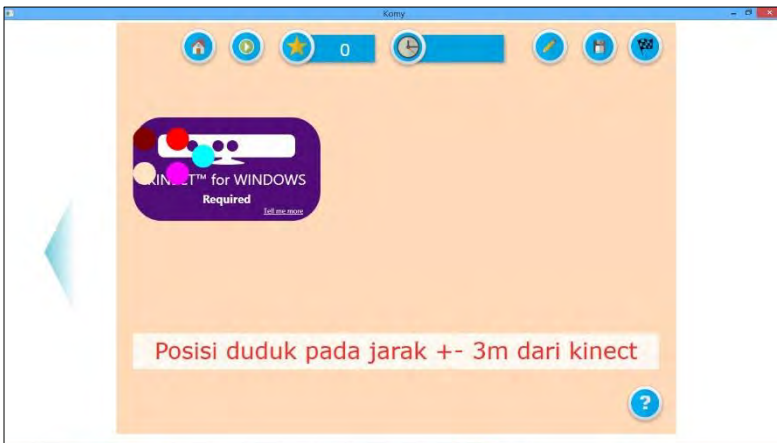 Komy
0
KINECT™ for WINDOWS
Required
Tell me more
Posisi duduk pada jarak +- 3m dari kinect
?